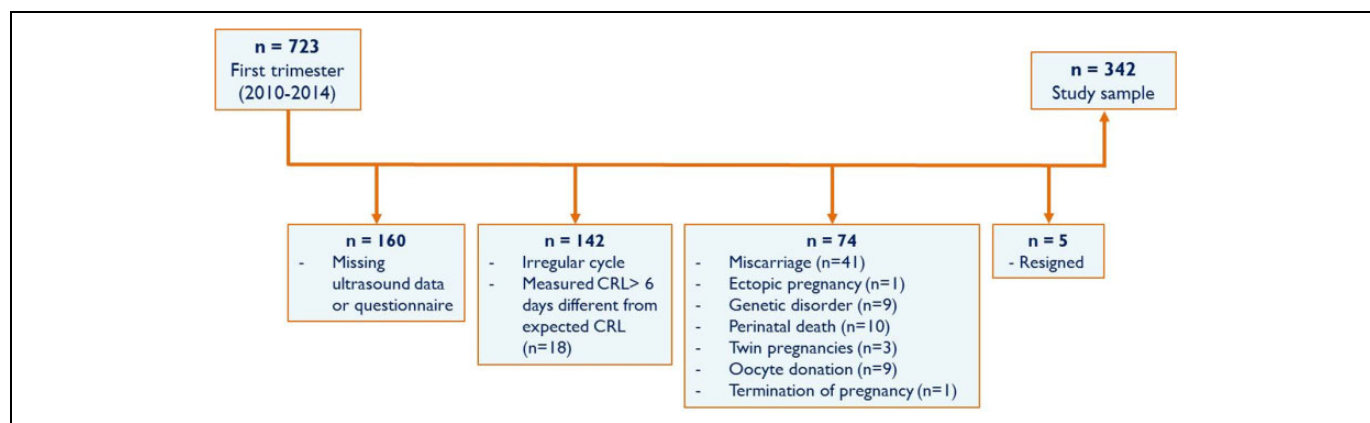 n = 723
First trimester
(2010-2014)
n = 342
Study sample
n = 160
- Missing
ultrasound data
or questionnaire
n = 142
- Irregular cycle
- Measured CRL> 6
days different from
expected CRL
(n=18)
n = 74
- Miscarriage (n=41)
- Ectopic pregnancy (n=1)
- Genetic disorder (n=9)
- Perinatal death (n=10)
- Twin pregnancies (n=3)
- Oocyte donation (n=9)
- Termination of pregnancy (n=1)
n = 5
- Resigned